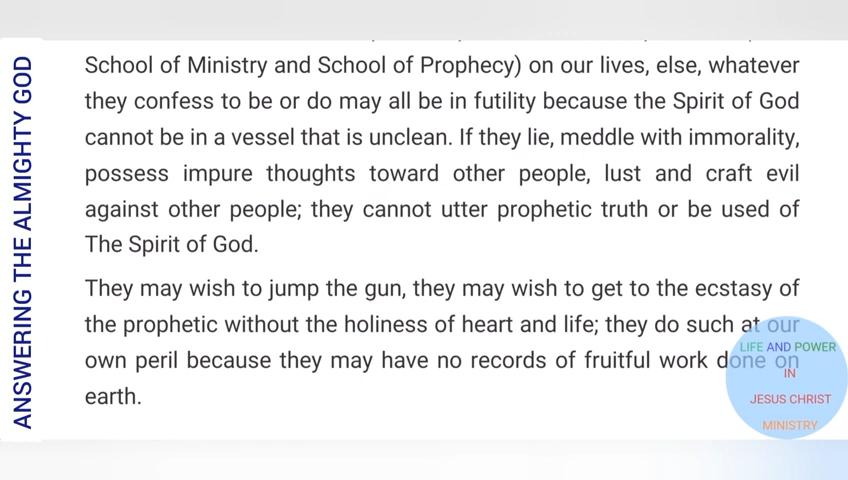 ANSWERING THE ALMIGHTY GOD
School of Ministry and School of Prophecy) on our lives, else, whatever
they confess to be or do may all be in futility because the Spirit of God
cannot be in a vessel that is unclean. If they lie, meddle with immorality,
possess impure thoughts toward other people, lust and craft evil
against other people; they cannot utter prophetic truth or be used of
The Spirit of God.
They may wish to jump the gun, they may wish to get to the ecstasy of
the prophetic without the holiness of heart and life; they do such at our
own peril because they may have no records of fruitful work done on
earth.
LIFE AND POWER
IN
JESUS CHRIST
MINISTRY